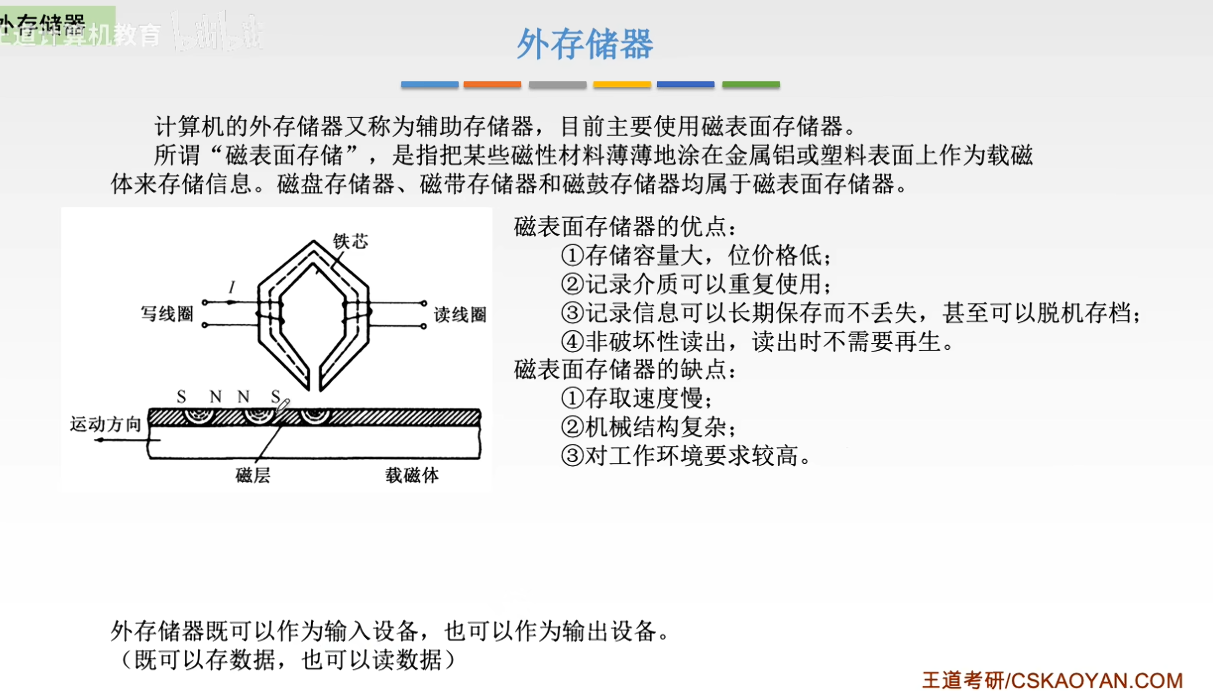 外存储器
王道计算机教育
外存储器
计算机的外存储器又称为辅助存储器，目前主要使用磁表面存储器。
所谓“磁表面存储”，是指把某些磁性材料薄薄地涂在金属铝或塑料表面上作为载磁
体来存储信息。磁盘存储器、磁带存储器和磁鼓存储器均属于磁表面存储器。
铁芯
I
写线圈
读线圈
S N N S
运动方向
磁层
载磁体
磁表面存储器的优点：
①存储容量大，位价格低；
②记录介质可以重复使用；
③记录信息可以长期保存而不丢失，甚至可以脱机存档；
④非破坏性读出，读出时不需要再生。
磁表面存储器的缺点：
①存取速度慢；
②机械结构复杂；
③对工作环境要求较高。
外存储器既可以作为输入设备，也可以作为输出设备。
（既可以存数据，也可以读数据）
王道考研/CSKAOYAN.COM